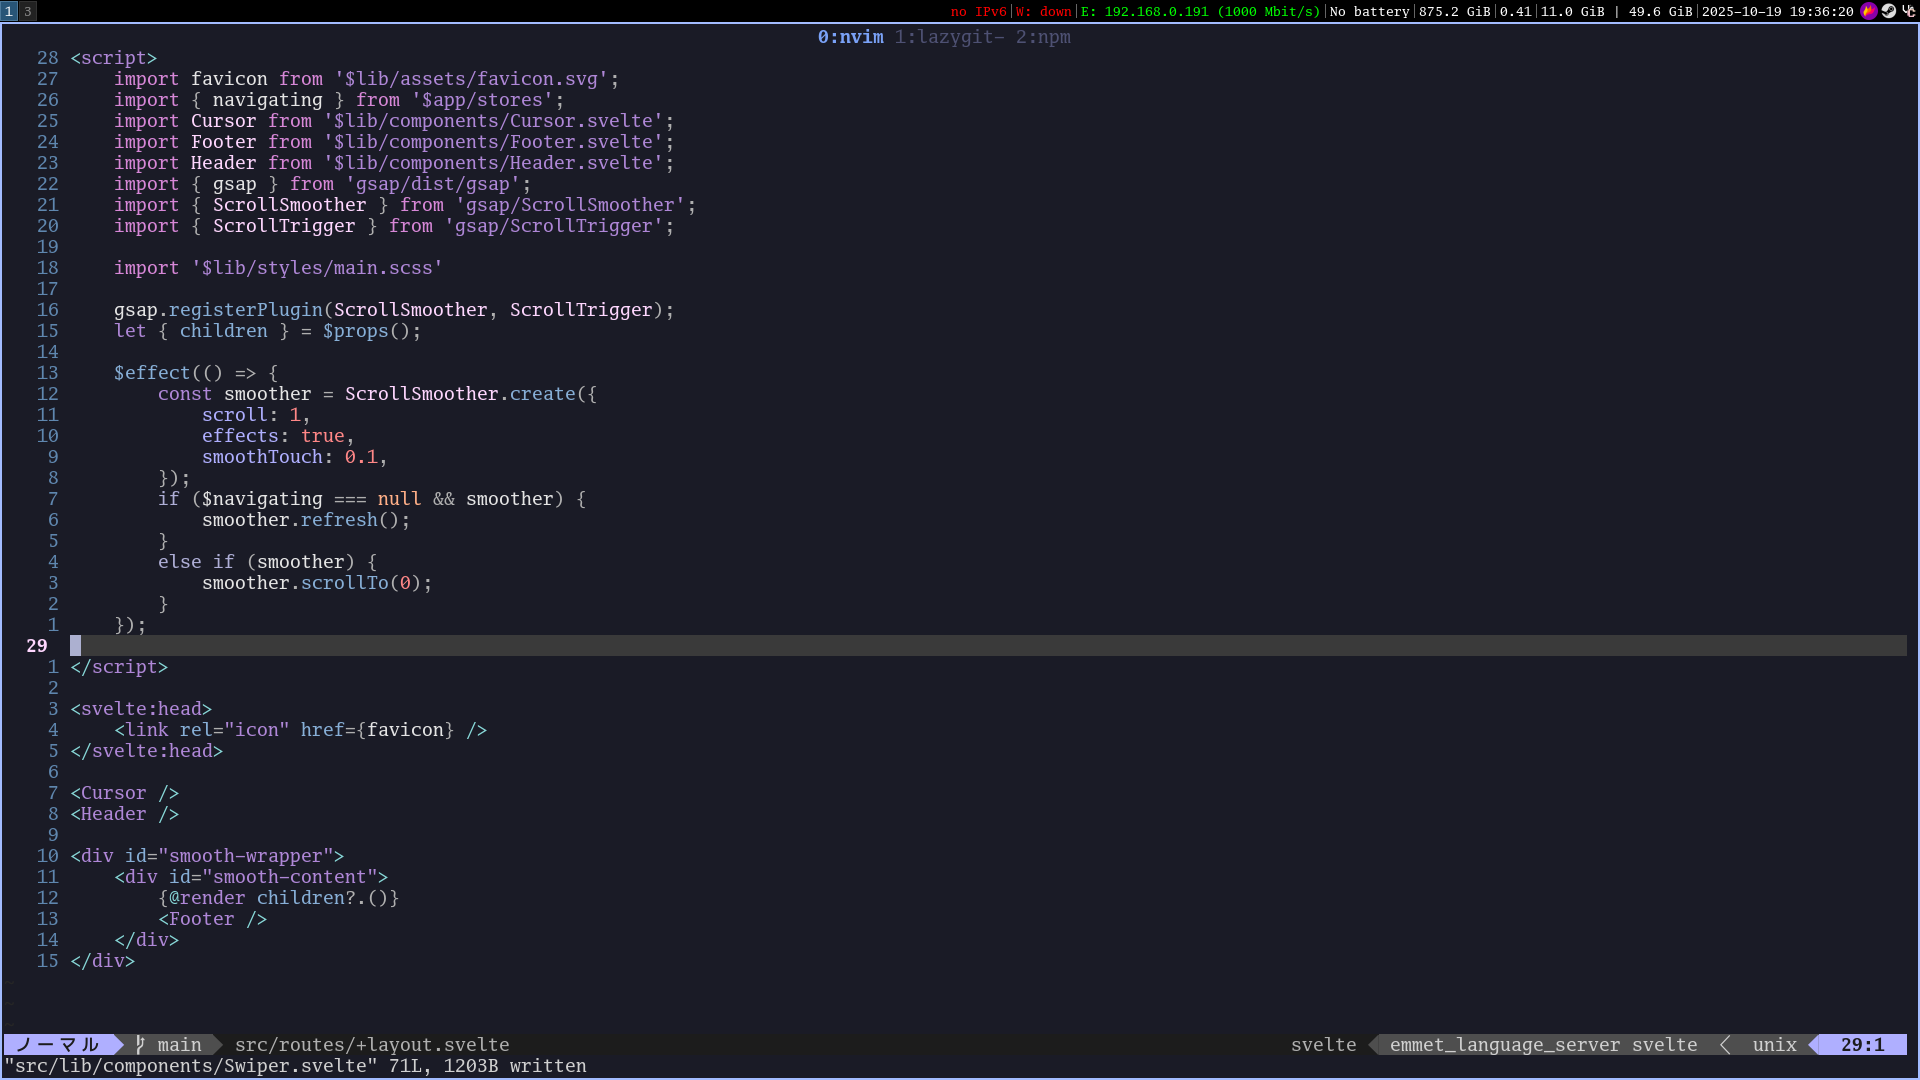 1 3 no IPv6|W: down|E: 192.168.0.191 (1000 Mbit/s)|No battery|875.2 GiB|0.41|11.0 GiB | 49.6 GiB|2025-10-19 19:36:20
0:nvim 1:lazygit- 2:npm
28 <script>
27     import favicon from '$lib/assets/favicon.svg';
26     import { navigating } from '$app/stores';
25     import Cursor from '$lib/components/Cursor.svelte';
24     import Footer from '$lib/components/Footer.svelte';
23     import Header from '$lib/components/Header.svelte';
22     import { gsap } from 'gsap/dist/gsap';
21     import { ScrollSmoother } from 'gsap/ScrollSmoother';
20     import { ScrollTrigger } from 'gsap/ScrollTrigger';
19
18     import '$lib/styles/main.scss'
17
16     gsap.registerPlugin(ScrollSmoother, ScrollTrigger);
15     let { children } = $props();
14
13     $effect(() => {
12         const smoother = ScrollSmoother.create({
11             scroll: 1,
10             effects: true,
9             smoothTouch: 0.1,
8         });
7         if ($navigating === null && smoother) {
6             smoother.refresh();
5         }
4         else if (smoother) {
3             smoother.scrollTo(0);
2         }
1     });
29
1 </script>
2
3 <svelte:head>
4     <link rel="icon" href={favicon} />
5 </svelte:head>
6
7 <Cursor />
8 <Header />
9
10 <div id="smooth-wrapper">
11     <div id="smooth-content">
12         {@render children?.()}
13         <Footer />
14     </div>
15 </div>
~
~
ノーマル main src/routes/+layout.svelte svelte emmet_language_server svelte unix 29:1
"src/lib/components/Swiper.svelte" 71L, 1203B written